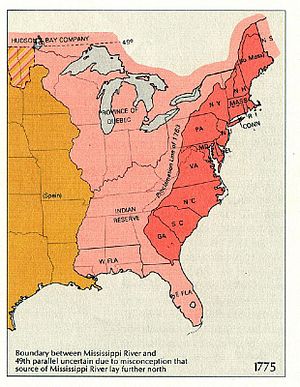 HUDSON'S BAY COMPANY
49°
N S
(to Mass.)
PROVINCE OF
QUEBEC
N H
N Y
MASS
R I
CONN
PA
N J
MD
DEL
Proclamation Line of 1763
VA
(Spain)
INDIAN
RESERVE
N C
S C
GA
W FLA
E FLA
Boundary between Mississippi River and
49th parallel uncertain due to misconception that
source of Mississippi River lay further north
1775